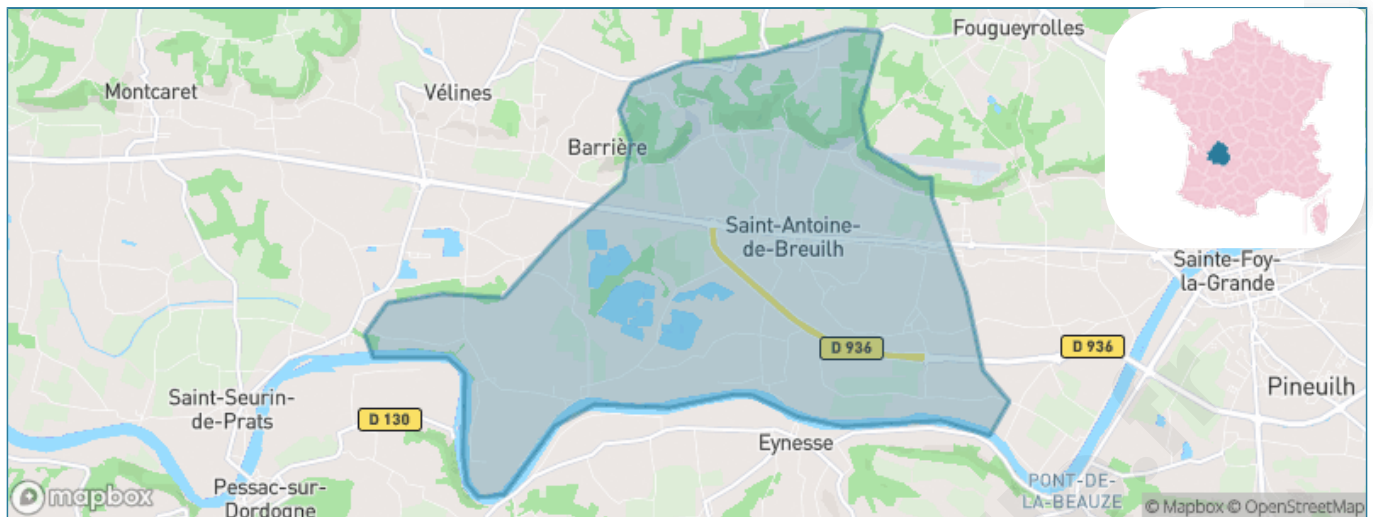 Fougueyrolles
Montcaret
Vélines
Barrière
Saint-Antoine-
de-Breuilh
Sainte-Foy-
la-Grande
D 936
D 936
Pineuilh
Saint-Seurin-
de-Prats
D 130
Eynesse
Pessac-sur-
Dordogne
PONT-DE-
LA-BEAUZE
mapbox
© Mapbox © OpenStreetMap